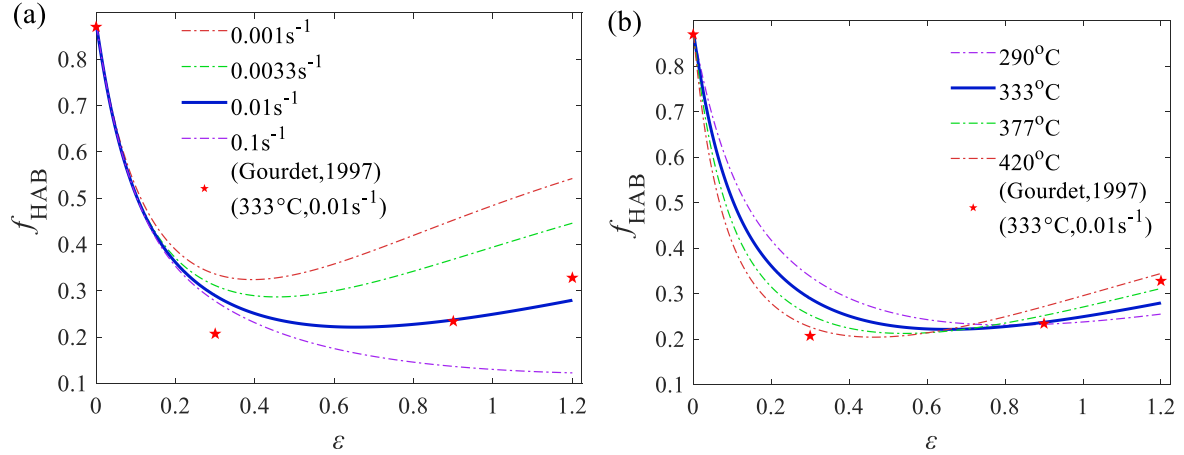 (a)
0.001s⁻¹
0.0033s⁻¹
0.01s⁻¹
0.1s⁻¹
(Gourdet,1997)
(333°C,0.01s⁻¹)
0.8
0.7
0.6
0.5
0.4
0.3
0.2
0.1
f_HAB
0
0.2
0.4
0.6
0.8
1
1.2
ε
(b)
290°C
333°C
377°C
420°C
(Gourdet,1997)
(333°C,0.01s⁻¹)
0.8
0.7
0.6
0.5
0.4
0.3
0.2
0.1
f_HAB
0
0.2
0.4
0.6
0.8
1
1.2
ε